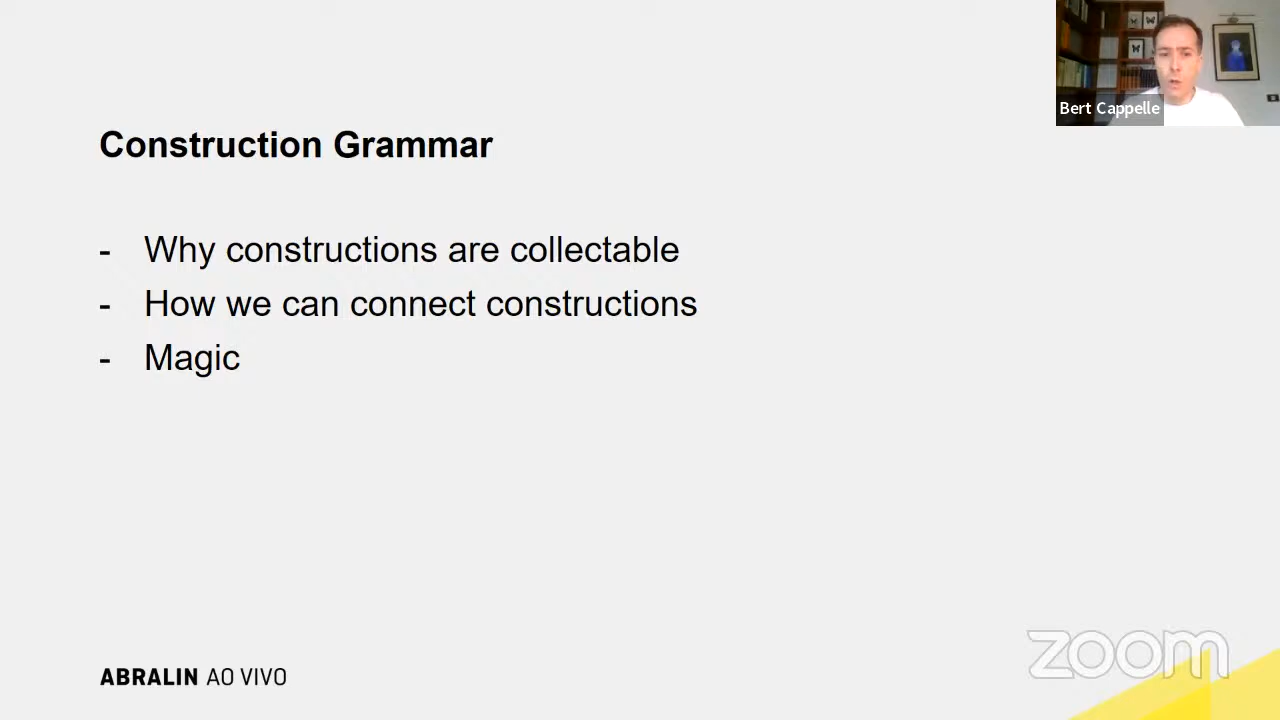 Bert Cappelle
Construction Grammar
- Why constructions are collectable
- How we can connect constructions
- Magic
ABRALIN AO VIVO
zoom